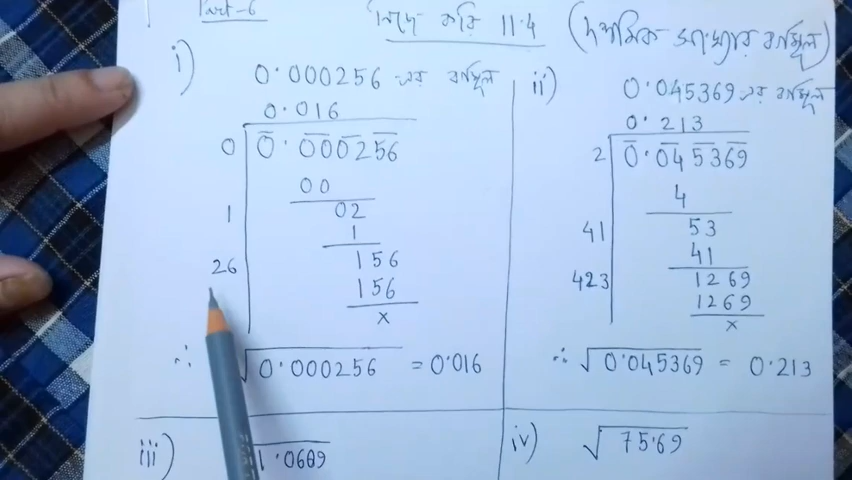 Part-6
নিজে করি 11.4 (দশমিক সংখ্যার বর্গমূল)
i) 0.000256 এর বর্গমূল
0.016
0 0.000256
00
02
1 1
156
26 156
x
∴ √0.000256 = 0.016
ii) 0.045369 এর বর্গমূল
0.213
2 0.045369
4
53
41 41
1269
423 1269
x
∴ √0.045369 = 0.213
iii) 1.0609
iv) √75.69